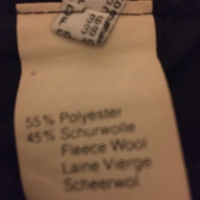 55% Polyester
45% Schurwolle
Fleece Wool
Laine Vierge
Scheerwol